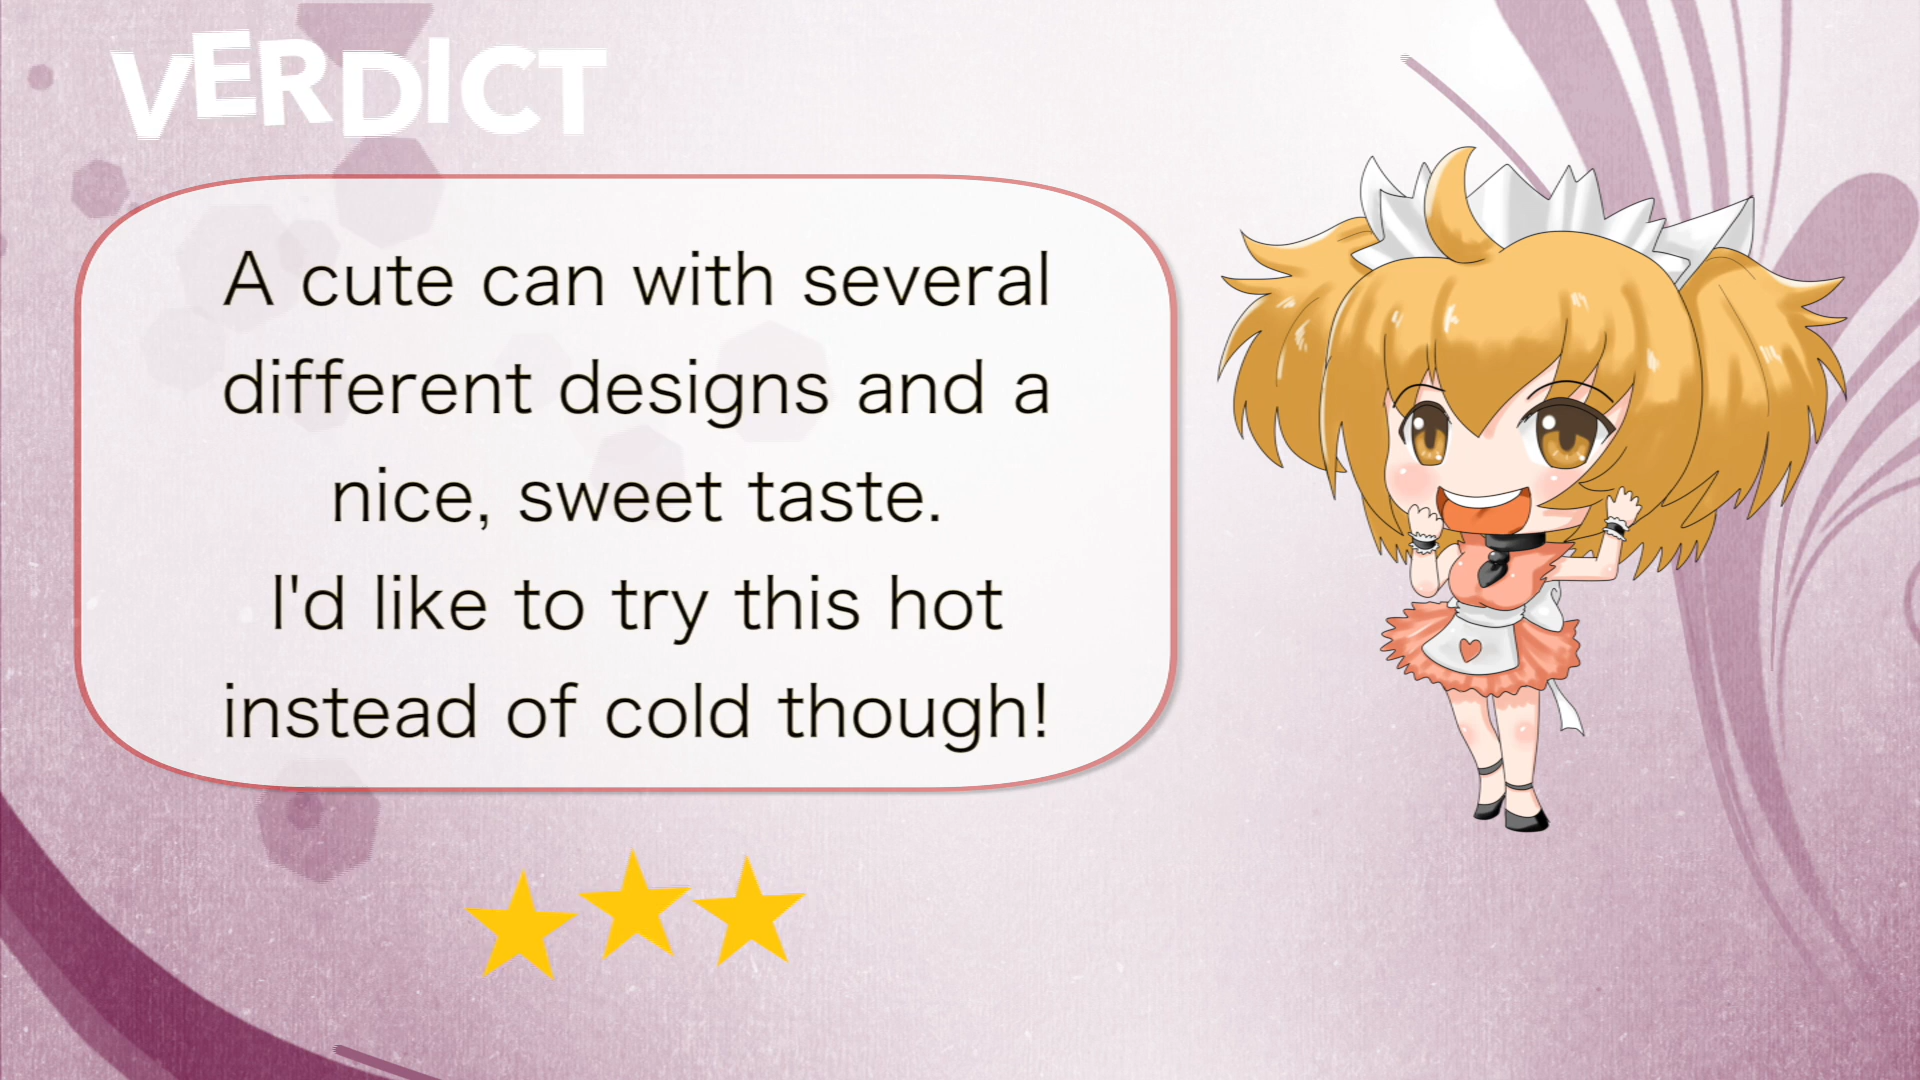 VERDICT
A cute can with several
different designs and a
nice, sweet taste.
I'd like to try this hot
instead of cold though!